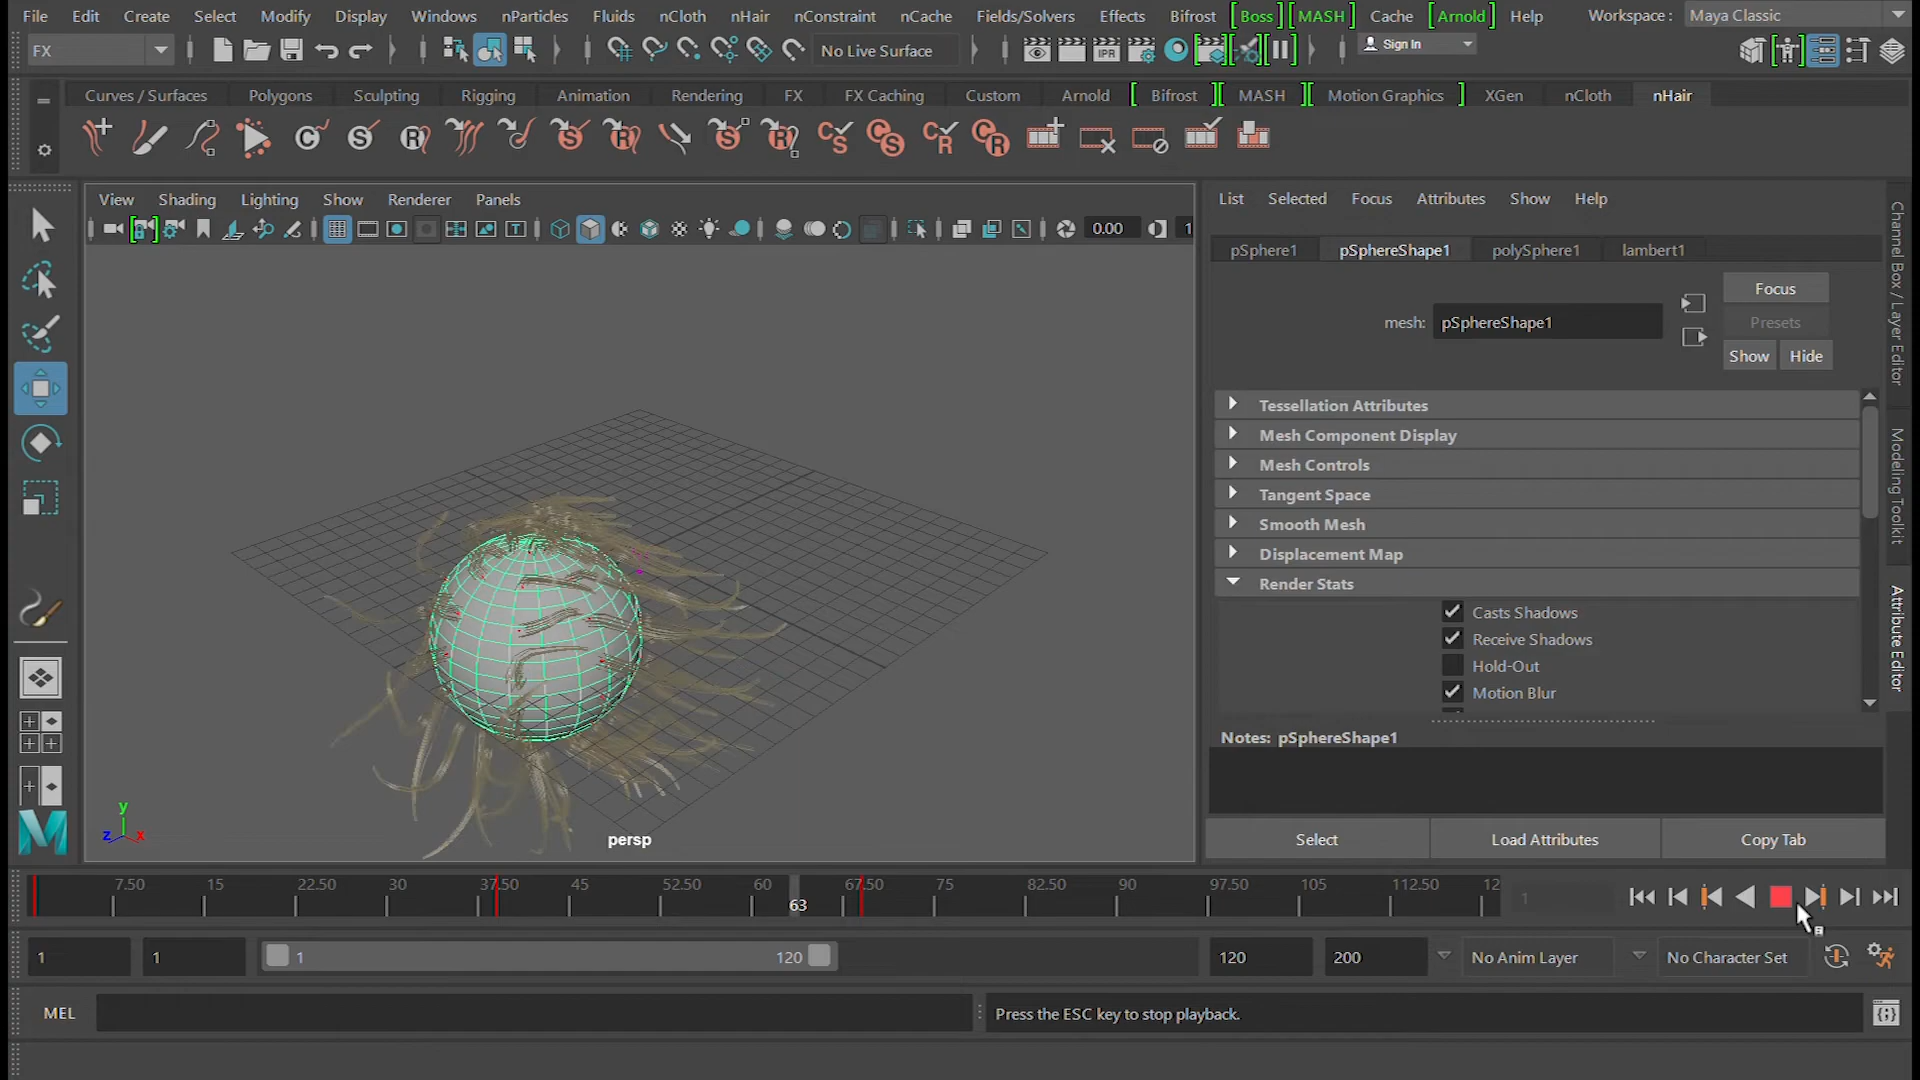 File Edit Create Select Modify Display Windows nParticles Fluids nCloth nHair nConstraint nCache Fields/Solvers Effects Bifrost [Boss] [MASH] Cache [Arnold] Help Workspace : Maya Classic
FX No Live Surface IPR Sign In
Curves / Surfaces Polygons Sculpting Rigging Animation Rendering FX FX Caching Custom Arnold [ Bifrost ][ MASH ][ Motion Graphics ] XGen nCloth nHair
View Shading Lighting Show Renderer Panels
0.00 1
persp
y
z x
List Selected Focus Attributes Show Help
pSphere1 pSphereShape1 polySphere1 lambert1
Focus
mesh: pSphereShape1 Presets
Show Hide
Tessellation Attributes
Mesh Component Display
Mesh Controls
Tangent Space
Smooth Mesh
Displacement Map
Render Stats
Casts Shadows
Receive Shadows
Hold-Out
Motion Blur
Notes: pSphereShape1
Select Load Attributes Copy Tab
Channel Box / Layer Editor
Modeling Toolkit
Attribute Editor
7.50 15 22.50 30 37.50 45 52.50 60 67.50 75 82.50 90 97.50 105 112.50 12
63
1
1 1 1 120 120 200 No Anim Layer No Character Set
MEL Press the ESC key to stop playback.